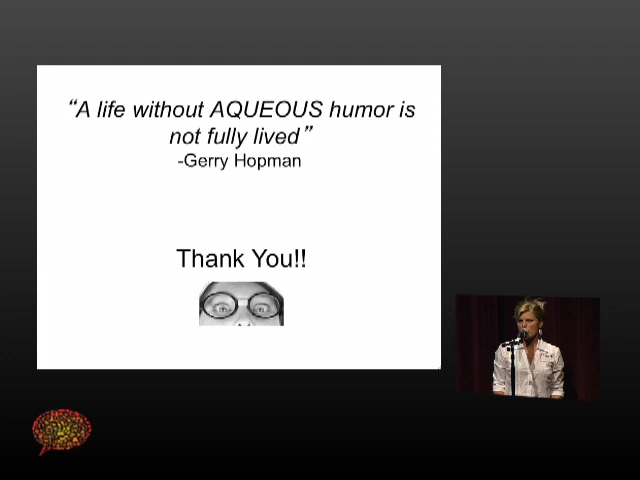 “A life without AQUEOUS humor is
not fully lived”
-Gerry Hopman
Thank You!!